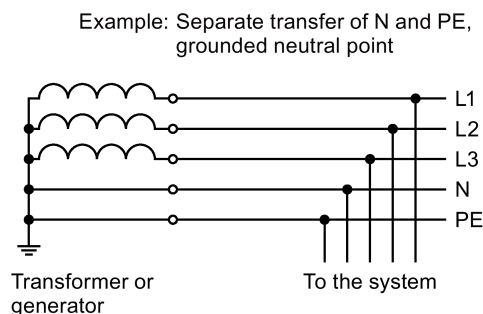 Example: Separate transfer of N and PE,
grounded neutral point
L1
L2
L3
N
PE
Transformer or
generator
To the system